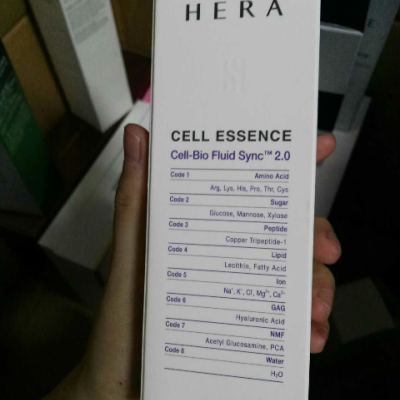 HERA
CELL ESSENCE
Cell-Bio Fluid Sync™ 2.0
Code 1 Amino Acid
Arg, Lys, His, Pro, Thr, Cys
Code 2 Sugar
Glucose, Mannose, Xylose
Code 3 Peptide
Copper Tripeptide-1
Code 4 Lipid
Lecithin, Fatty Acid
Code 5 Ion
Na⁺, K⁺, Cl⁻, Mg²⁺, Ca²⁺
Code 6 GAG
Hyaluronic Acid
Code 7 NMF
Acetyl Glucosamine, PCA
Code 8 Water
H₂O